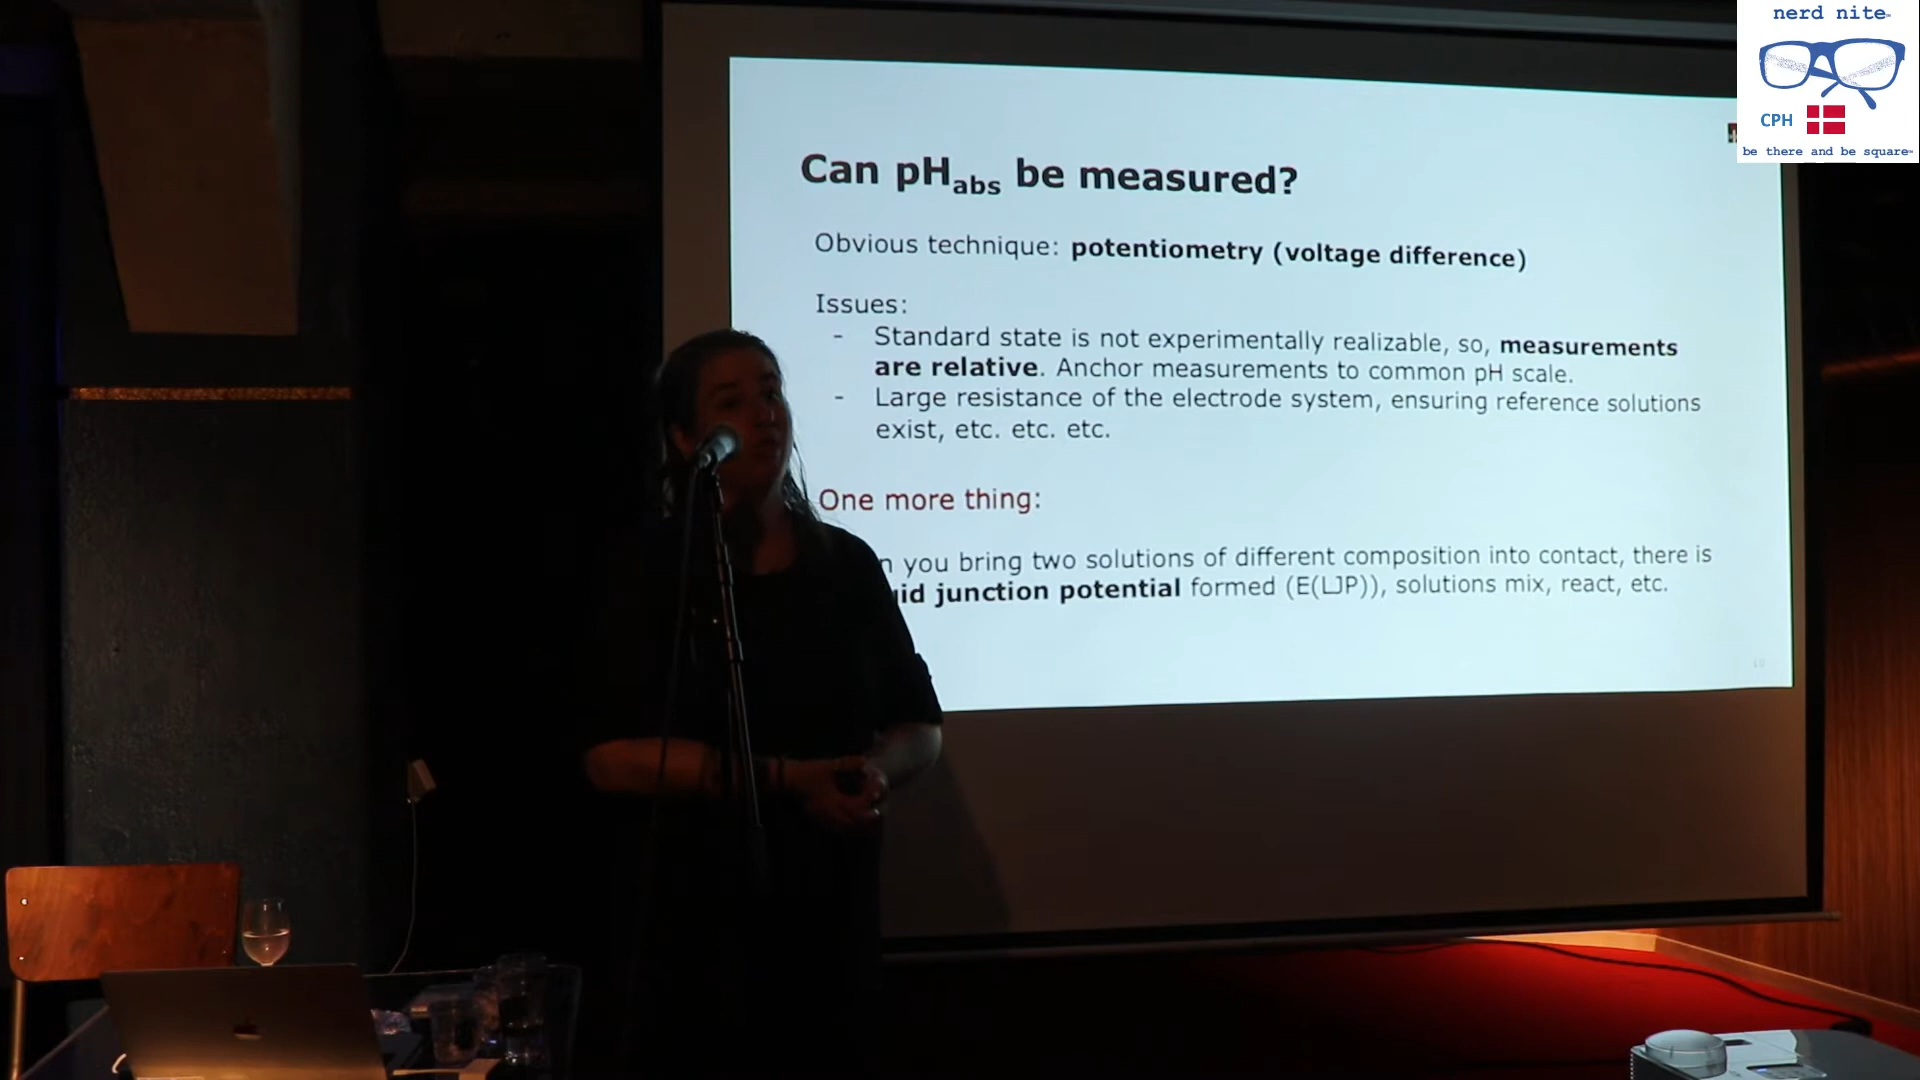 nerd nite
CPH
be there and be square
Can pHabs be measured?
Obvious technique: potentiometry (voltage difference)
Issues:
- Standard state is not experimentally realizable, so, measurements
are relative. Anchor measurements to common pH scale.
- Large resistance of the electrode system, ensuring reference solutions
exist, etc. etc. etc.
One more thing:
you bring two solutions of different composition into contact, there is
junction potential formed (E(LJP)), solutions mix, react, etc.